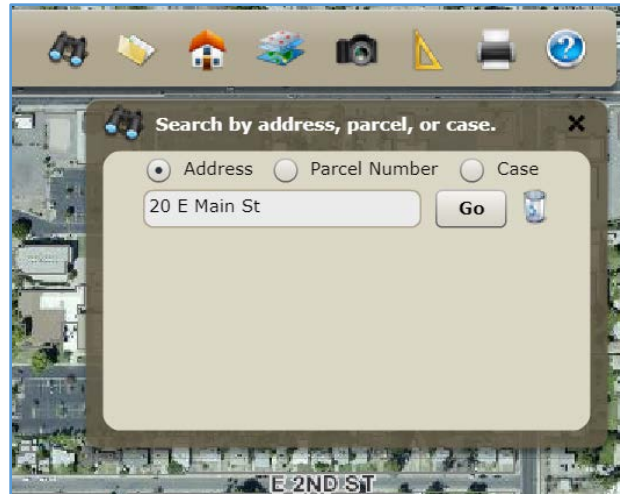 Search by address, parcel, or case.
Address Parcel Number Case
20 E Main St Go
E 2ND ST